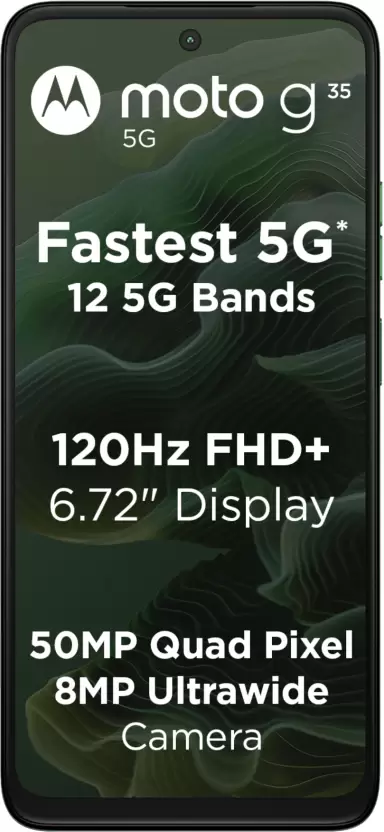 moto g 35
5G
Fastest 5G*
12 5G Bands
120Hz FHD+
6.72" Display
50MP Quad Pixel
8MP Ultrawide
Camera